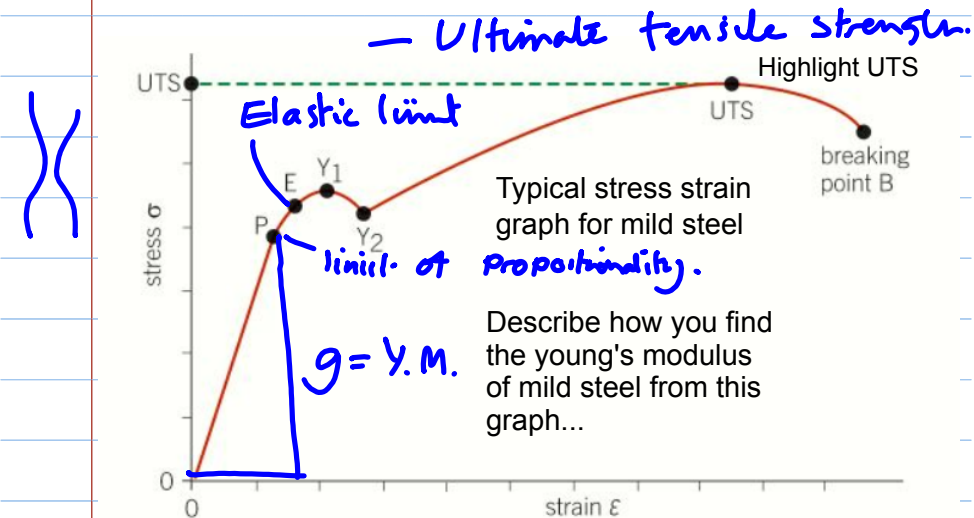 — Ultimate tensile strength.
Highlight UTS
UTS
UTS
Elastic limit
breaking
point B
E
Y1
P
Y2
Typical stress strain
graph for mild steel
limit of proportionality.
stress σ
Describe how you find
the young's modulus
of mild steel from this
graph...
g = Y.M.
0
0
strain ε